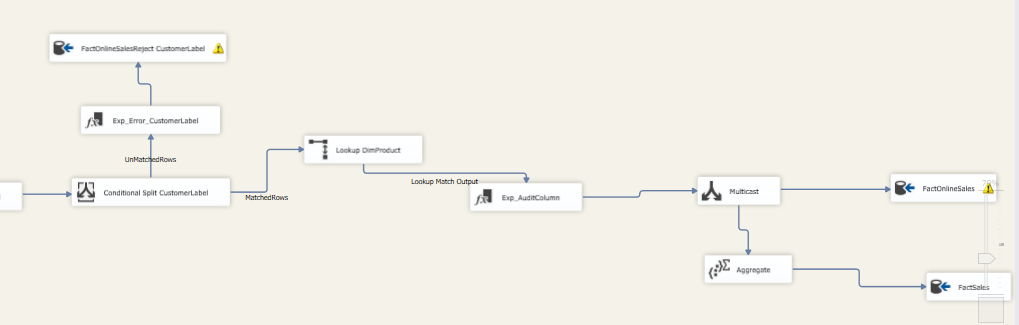 FactOnlineSalesReject CustomerLabel
Exp_Error_CustomerLabel
UnMatchedRows
Conditional Split CustomerLabel
MatchedRows
Lookup DimProduct
Lookup Match Output
Exp_AuditColumn
Multicast
FactOnlineSales
Aggregate
FactSales